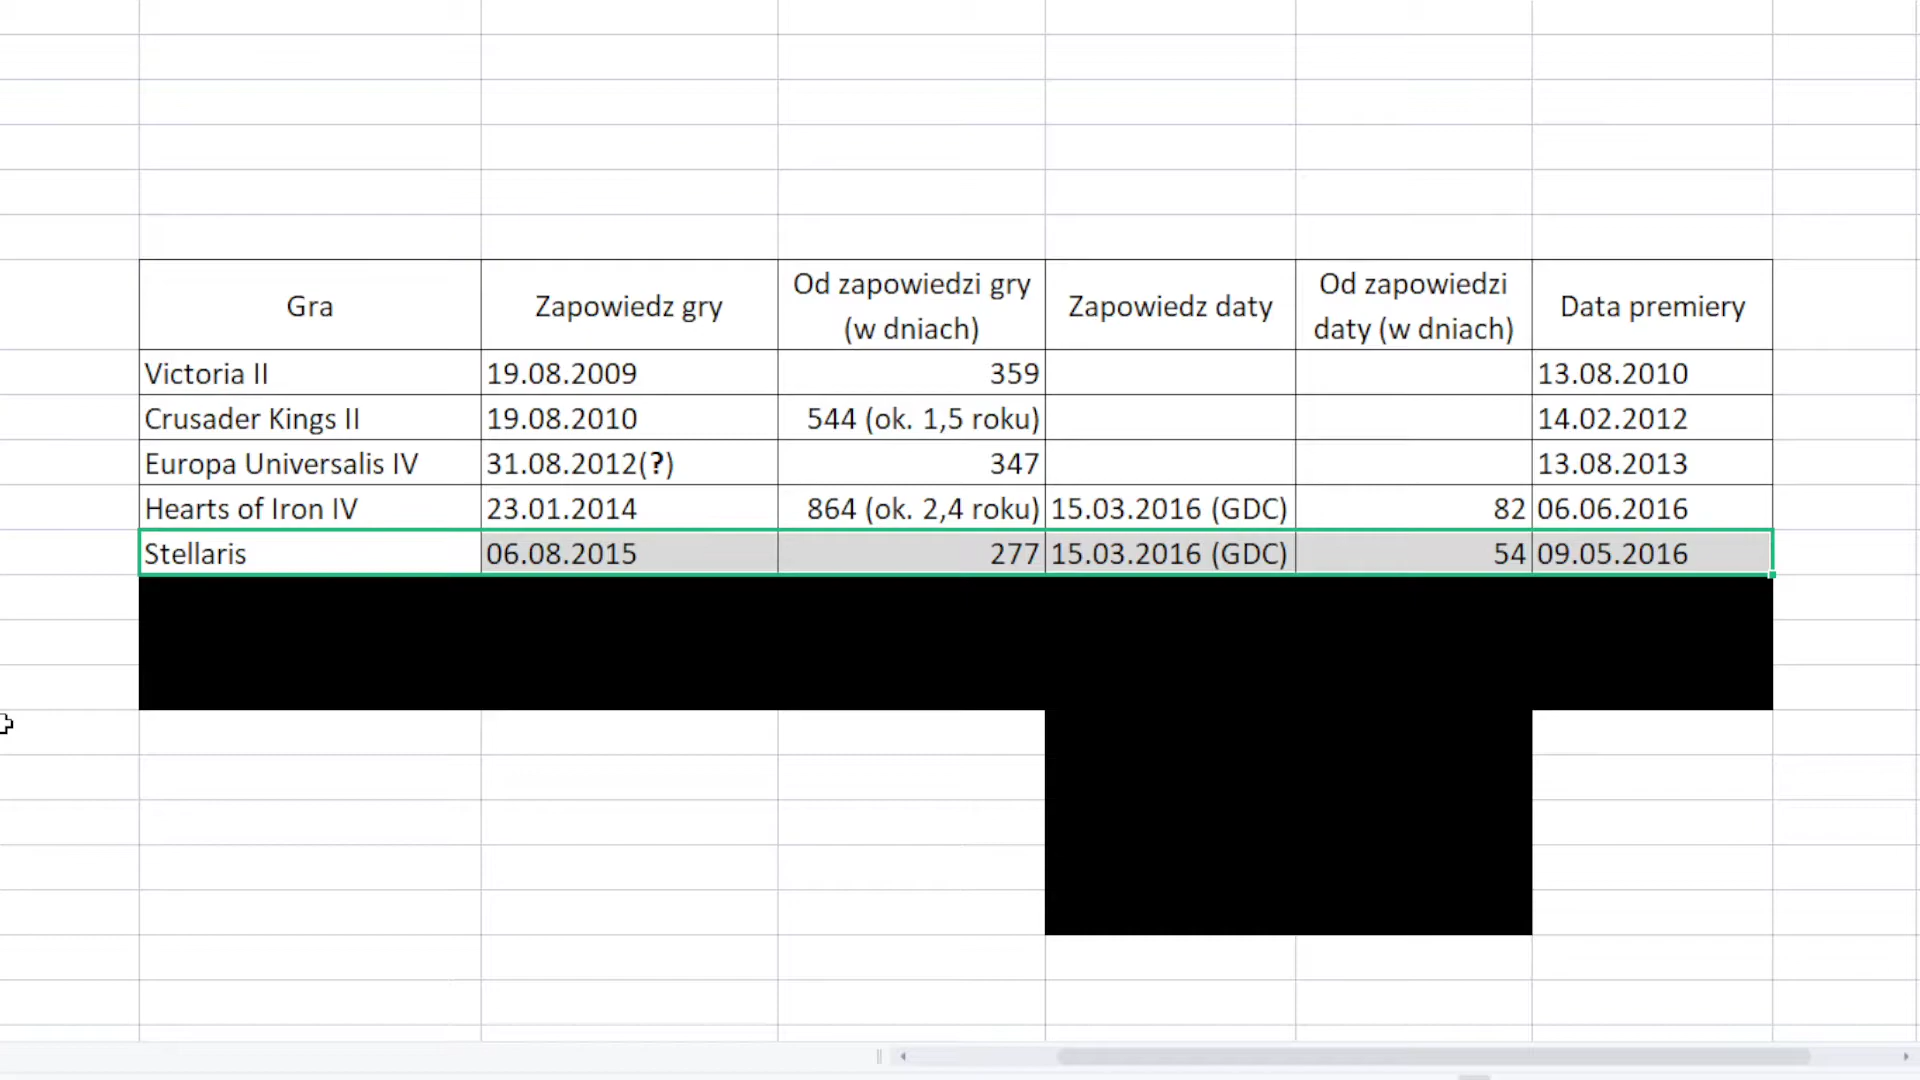 Gra Zapowiedz gry Od zapowiedzi gry (w dniach) Zapowiedz daty Od zapowiedzi daty (w dniach) Data premiery
Victoria II 19.08.2009 359 13.08.2010
Crusader Kings II 19.08.2010 544 (ok. 1,5 roku) 14.02.2012
Europa Universalis IV 31.08.2012(?) 347 13.08.2013
Hearts of Iron IV 23.01.2014 864 (ok. 2,4 roku) 15.03.2016 (GDC) 82 06.06.2016
Stellaris 06.08.2015 277 15.03.2016 (GDC) 54 09.05.2016